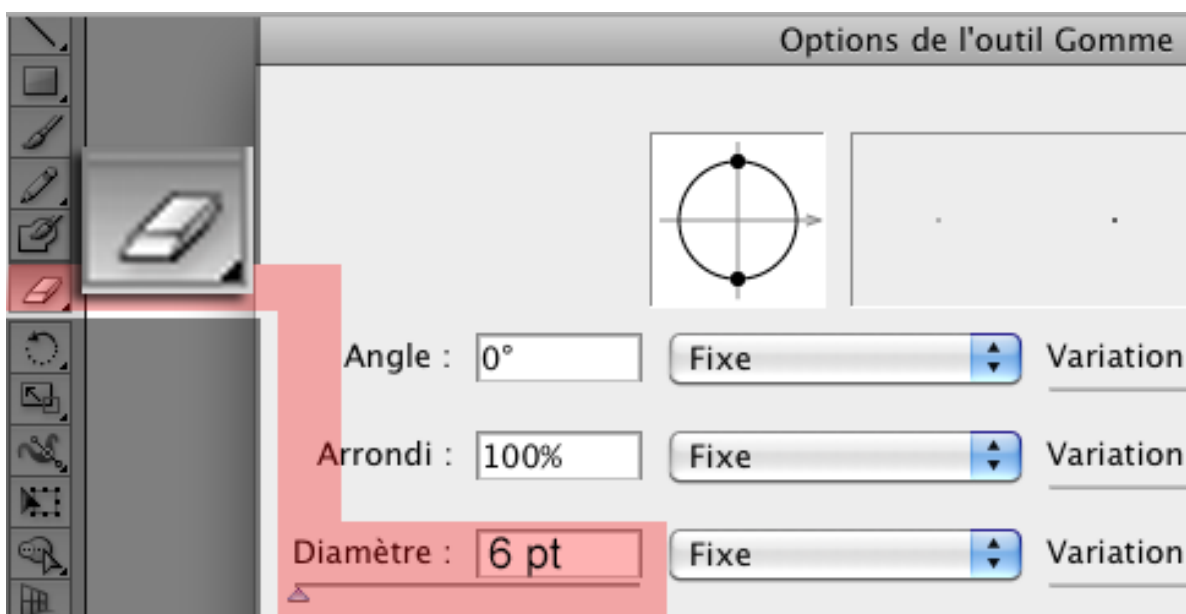 Options de l'outil Gomme
Angle : 0° Fixe Variation
Arrondi : 100% Fixe Variation
Diamètre : 6 pt Fixe Variation